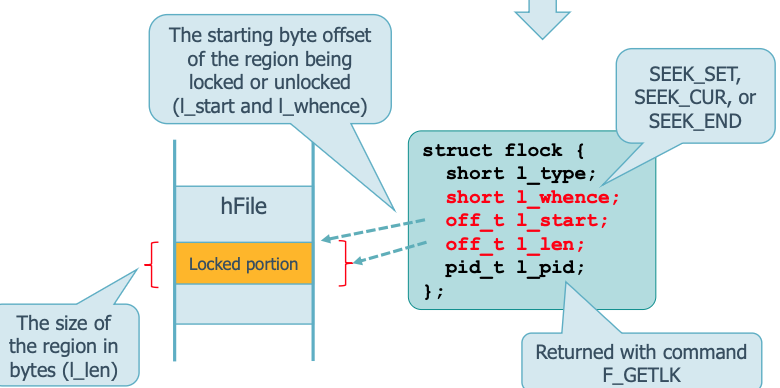 The starting byte offset
of the region being
locked or unlocked
(l_start and l_whence)
SEEK_SET,
SEEK_CUR, or
SEEK_END
struct flock {
short l_type;
short l_whence;
off_t l_start;
off_t l_len;
pid_t l_pid;
};
hFile
Locked portion
The size of
the region in
bytes (l_len)
Returned with command
F_GETLK